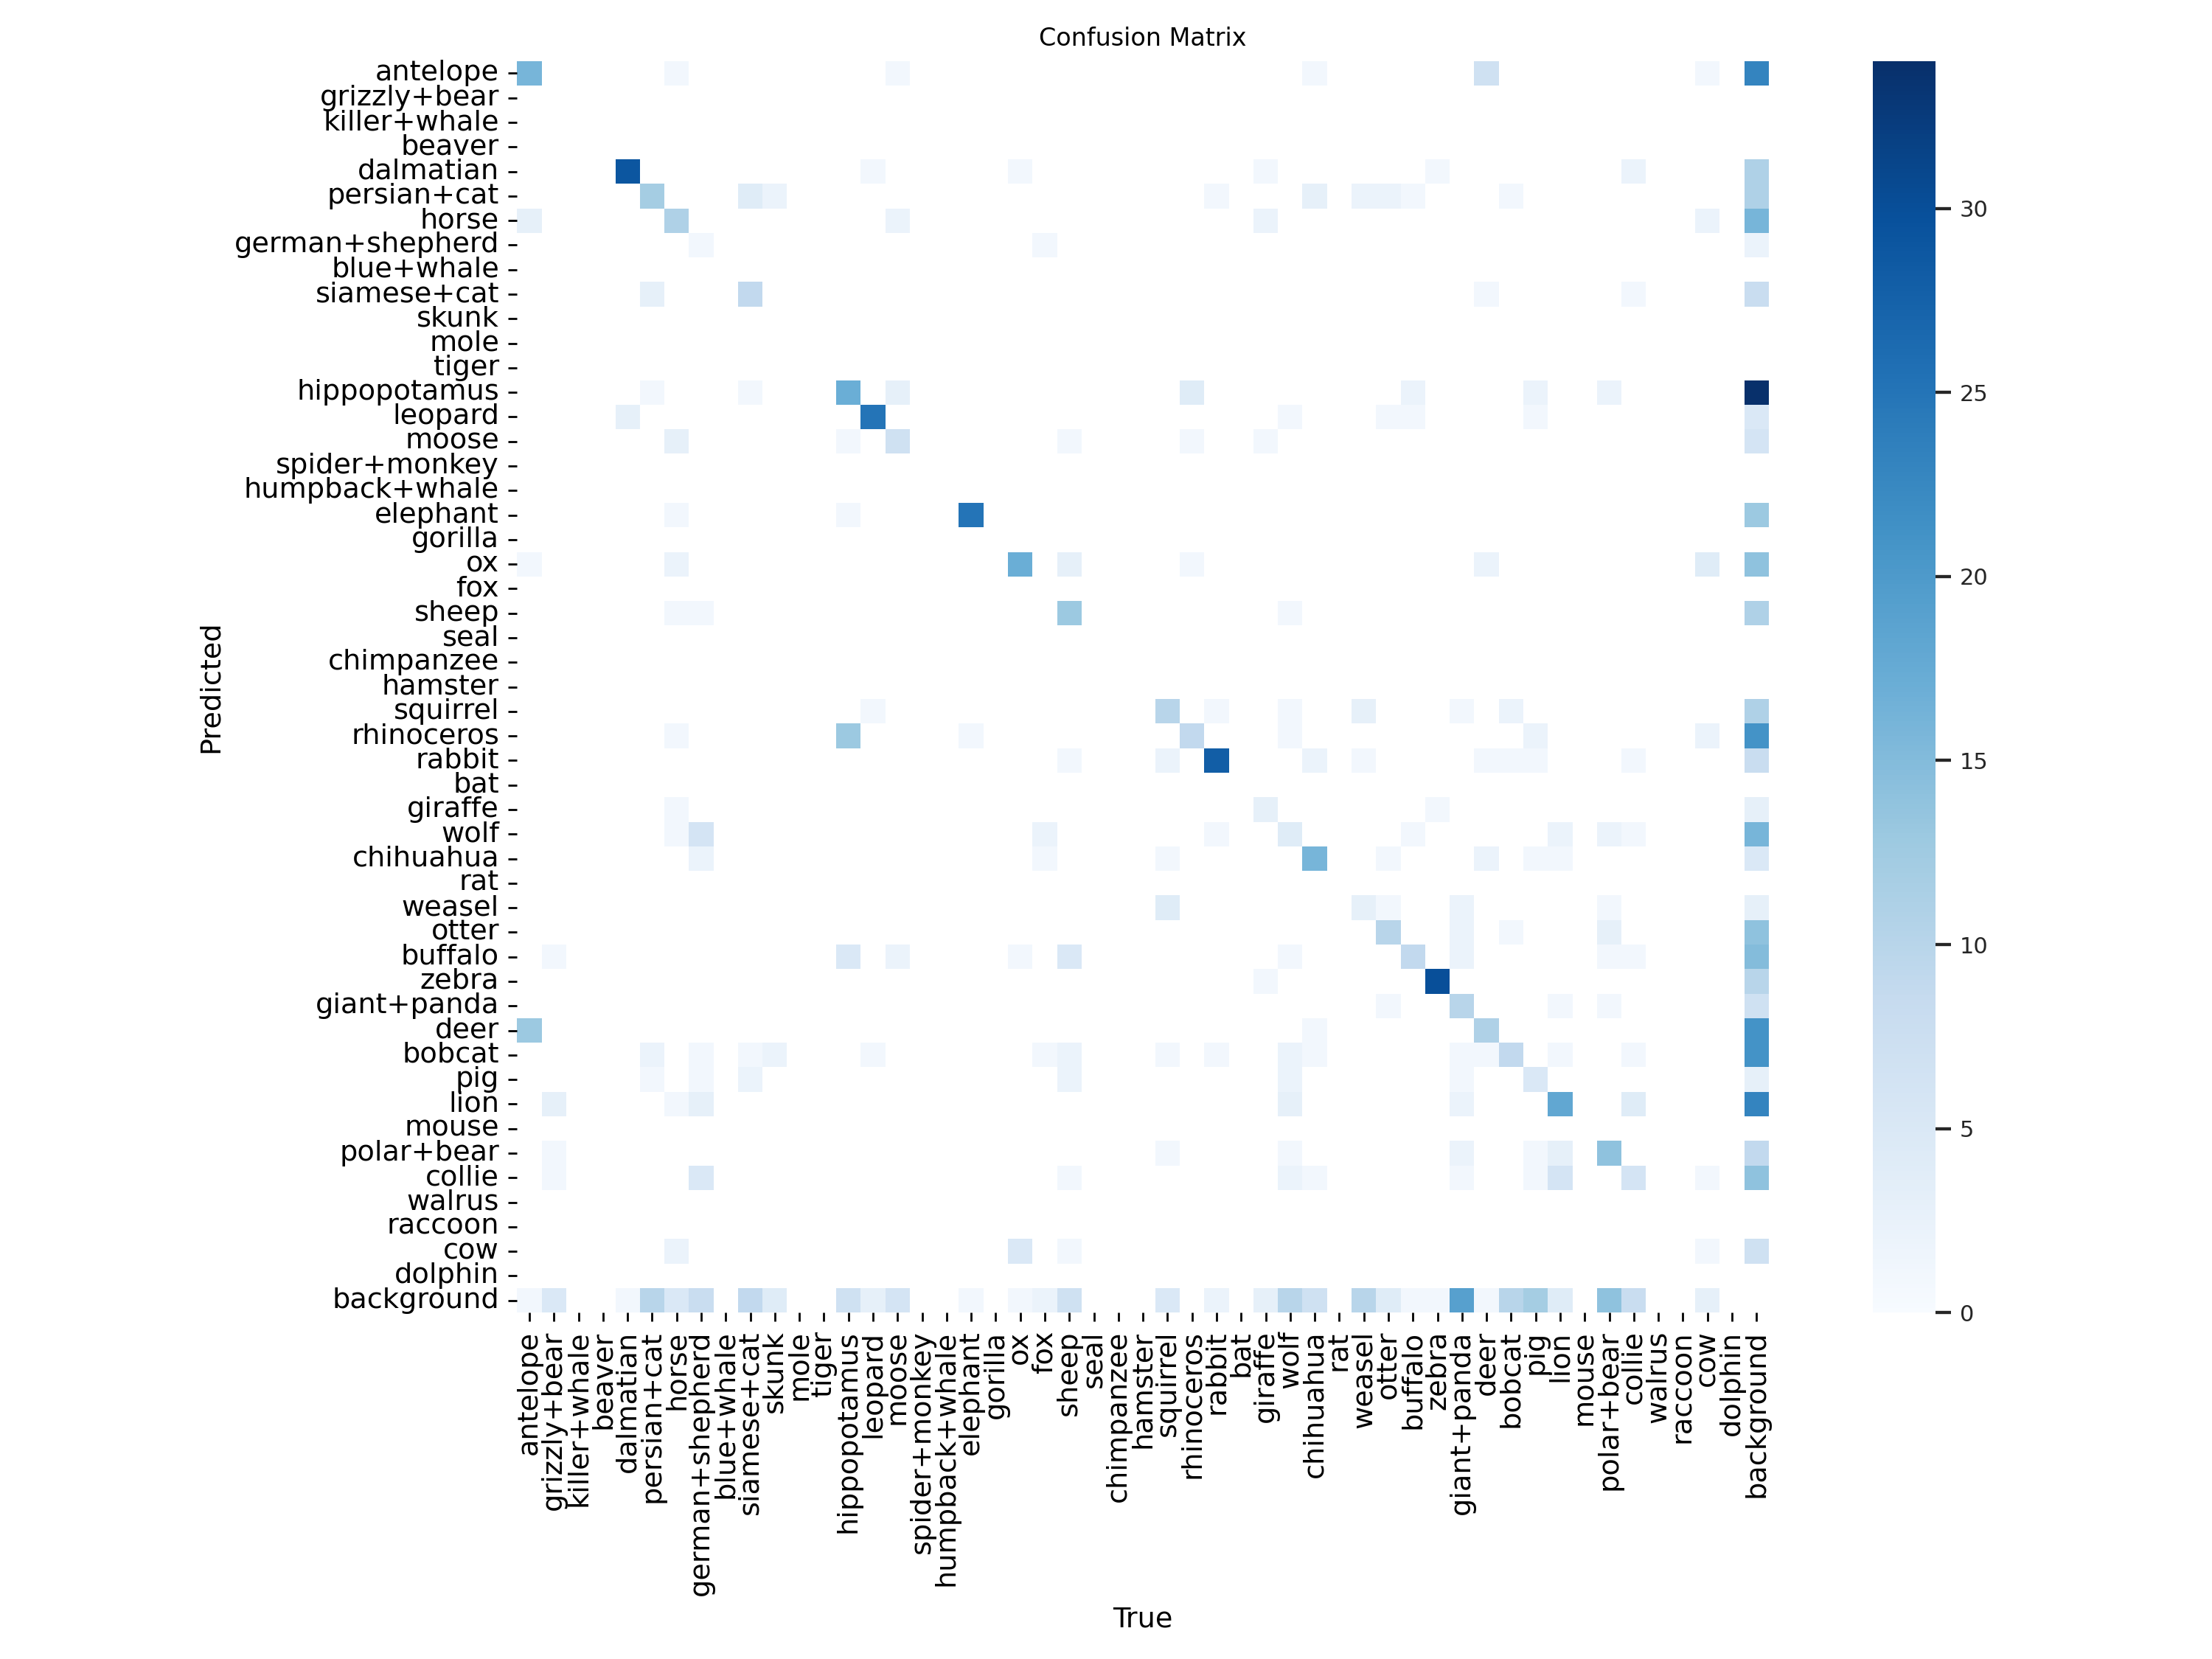 Confusion Matrix
Predicted
antelope
grizzly+bear
killer+whale
beaver
dalmatian
persian+cat
horse
german+shepherd
blue+whale
siamese+cat
skunk
mole
tiger
hippopotamus
leopard
moose
spider+monkey
humpback+whale
elephant
gorilla
ox
fox
sheep
seal
chimpanzee
hamster
squirrel
rhinoceros
rabbit
bat
giraffe
wolf
chihuahua
rat
weasel
otter
buffalo
zebra
giant+panda
deer
bobcat
pig
lion
mouse
polar+bear
collie
walrus
raccoon
cow
dolphin
background
antelope
grizzly+bear
killer+whale
beaver
dalmatian
persian+cat
horse
german+shepherd
blue+whale
siamese+cat
skunk
mole
tiger
hippopotamus
leopard
moose
spider+monkey
humpback+whale
elephant
gorilla
ox
fox
sheep
seal
chimpanzee
hamster
squirrel
rhinoceros
rabbit
bat
giraffe
wolf
chihuahua
rat
weasel
otter
buffalo
zebra
giant+panda
deer
bobcat
pig
lion
mouse
polar+bear
collie
walrus
raccoon
cow
dolphin
background
True
30
25
20
15
10
5
0